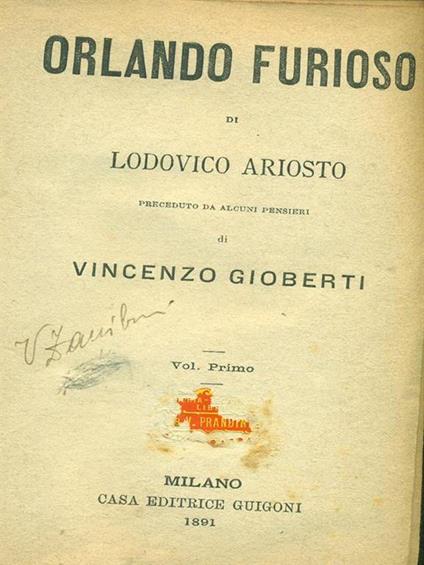 ORLANDO FURIOSO
DI
LODOVICO ARIOSTO
PRECEDUTO DA ALCUNI PENSIERI
di
VINCENZO GIOBERTI
Vol. Primo
LIB
V. PRANDI
MILANO
CASA EDITRICE GUIGONI
1891